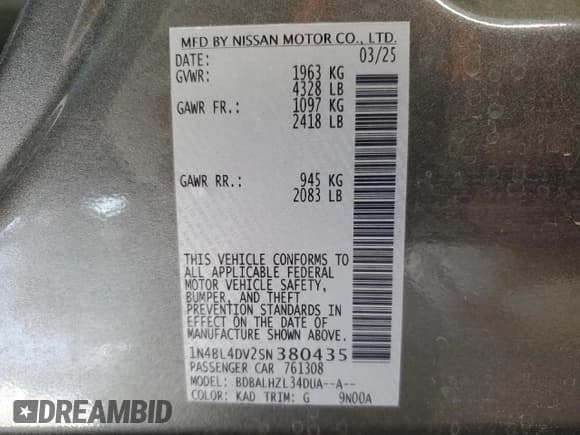 MFD BY NISSAN MOTOR CO., LTD.
DATE: 03/25
GVWR: 1963 KG
4328 LB
GAWR FR.: 1097 KG
2418 LB
GAWR RR.: 945 KG
2083 LB
THIS VEHICLE CONFORMS TO
ALL APPLICABLE FEDERAL
MOTOR VEHICLE SAFETY,
BUMPER, AND THEFT
PREVENTION STANDARDS IN
EFFECT ON THE DATE OF
MANUFACTURE SHOWN ABOVE.
1N4BL4DV2SN380435
PASSENGER CAR 761308
MODEL: BDBALHZL34DUA--A--
COLOR: KAD TRIM: G 9N00A
DREAMBID